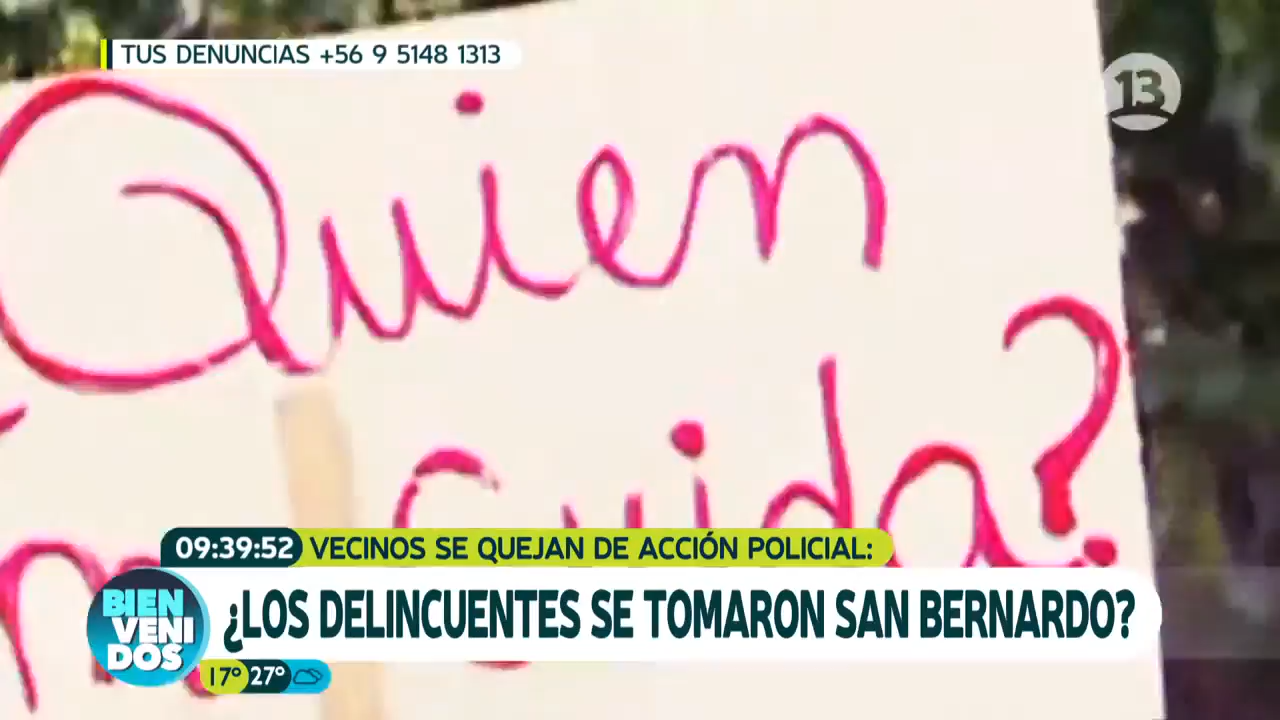 TUS DENUNCIAS +56 9 5148 1313
13
Quien
cuida?
09:39:52 VECINOS SE QUEJAN DE ACCIÓN POLICIAL:
BIEN
VENI
DOS
¿LOS DELINCUENTES SE TOMARON SAN BERNARDO?
17° 27°